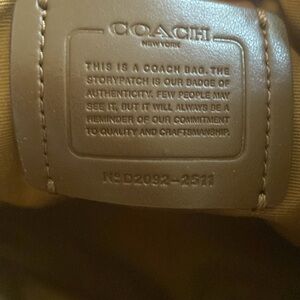 COACH
NEW YORK
THIS IS A COACH BAG. THE
STORYPATCH IS OUR BADGE OF
AUTHENTICITY. FEW PEOPLE MAY
SEE IT, BUT IT WILL ALWAYS BE A
REMINDER OF OUR COMMITMENT
TO QUALITY AND CRAFTSMANSHIP.
Nº D2092-2511